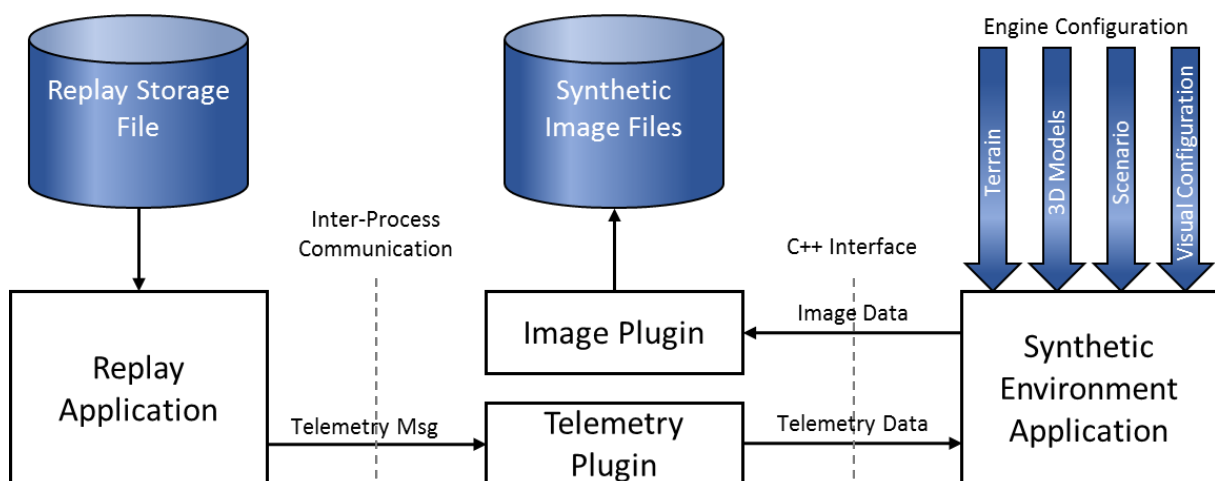 Engine Configuration
Replay Storage
File
Synthetic
Image Files
Terrain
3D Models
Scenario
Visual Configuration
Inter-Process
Communication
C++ Interface
Replay
Application
Image Plugin
Image Data
Synthetic
Environment
Application
Telemetry Msg
Telemetry
Plugin
Telemetry Data